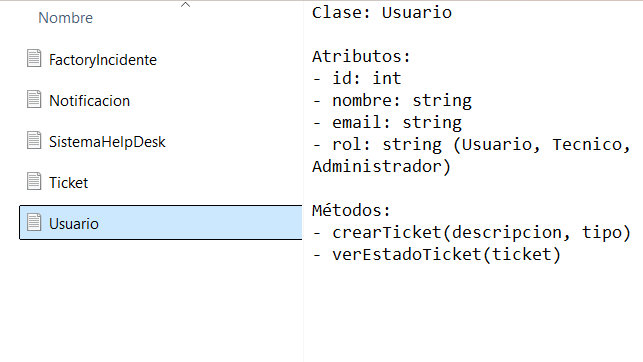 Nombre
FactoryIncidente
Notificacion
SistemaHelpDesk
Ticket
Usuario
Clase: Usuario
Atributos:
- id: int
- nombre: string
- email: string
- rol: string (Usuario, Tecnico,
Administrador)
Métodos:
- crearTicket(descripcion, tipo)
- verEstadoTicket(ticket)